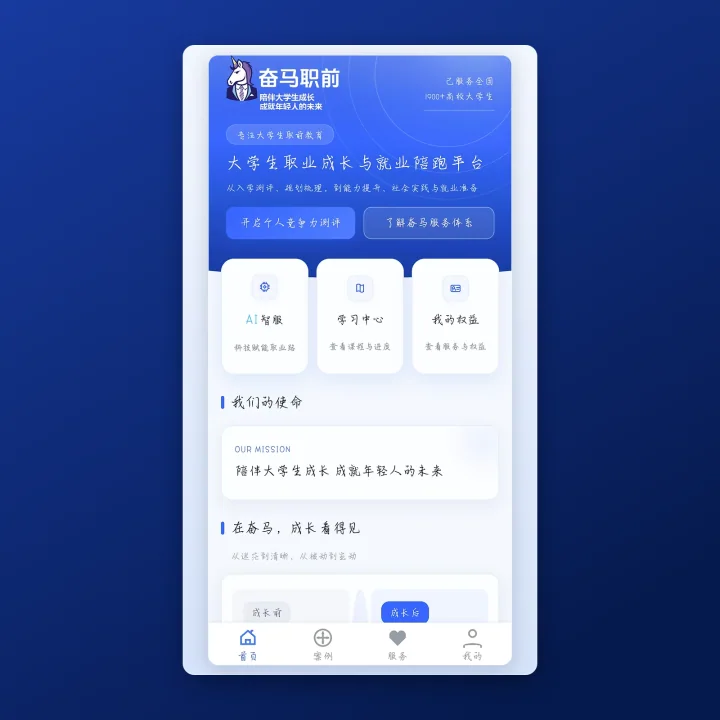 奋马职前
陪伴大学生成长
成就年轻人的未来
已服务全国
1900+高校大学生
专注大学生职前教育
大学生职业成长与就业陪跑平台
从入学测评、规划梳理，到能力提升、社会实践与就业准备
开启个人竞争力测评
了解奋马服务体系
AI智服
科技赋能职业路
学习中心
查看课程与进度
我的权益
查看服务与权益
我们的使命
OUR MISSION
陪伴大学生成长 成就年轻人的未来
在奋马，成长看得见
从迷茫到清晰，从被动到主动
成长前
成长后
首页
案例
服务
我的